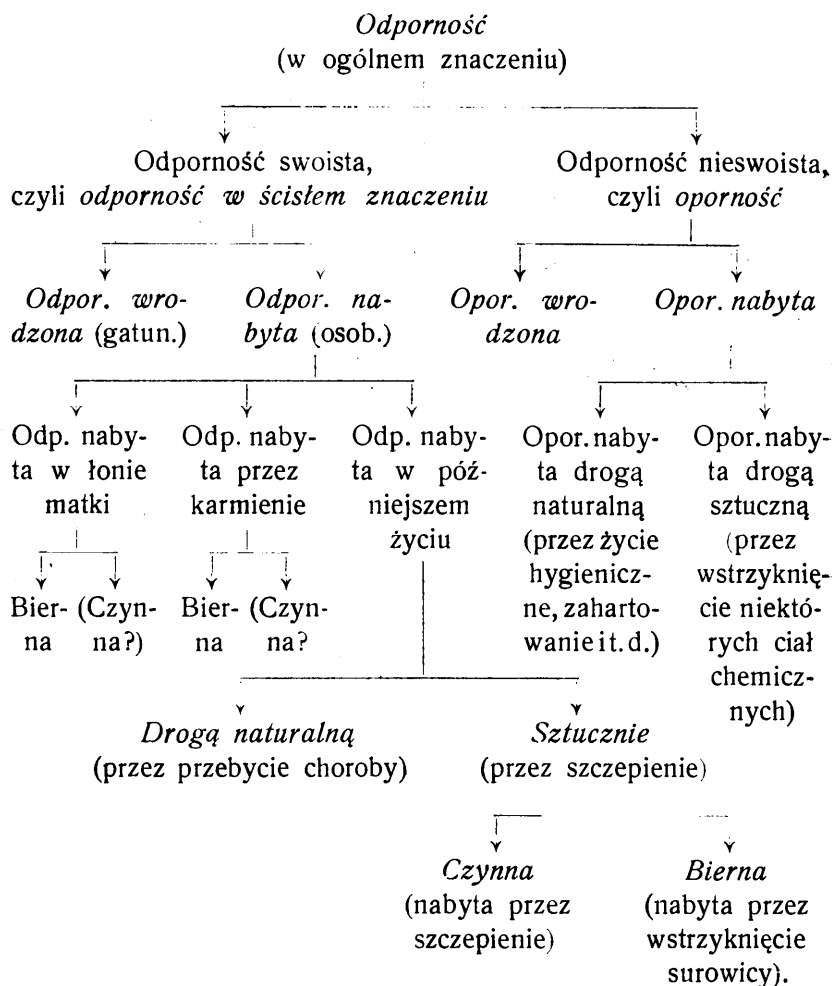 Odporność
(w ogólnem znaczeniu)
Odporność swoista,
czyli odporność w ścisłem znaczeniu
Odporność nieswoista,
czyli oporność
Odpor. wro-
dzona (gatun.)
Odpor. na-
byta (osob.)
Opor. wro-
dzona
Opor. nabyta
Odp. naby-
ta w łonie
matki
Odp. naby-
ta przez
karmienie
Odp. naby-
ta w póź-
niejszem
życiu
Opor. naby-
ta drogą
naturalną
(przez życie
hygienicz-
ne, zaharto-
wanie i t. d.)
Opor. naby-
ta drogą
sztuczną
(przez
wstrzyknię-
cie niektó-
rych ciał
chemicz-
nych)
Bier-
na
(Czyn-
na?)
Bier-
na
(Czyn-
na?
Drogą naturalną
(przez przebycie choroby)
Sztucznie
(przez szczepienie)
Czynna
(nabyta przez
szczepienie)
Bierna
(nabyta przez
wstrzyknięcie
surowicy).